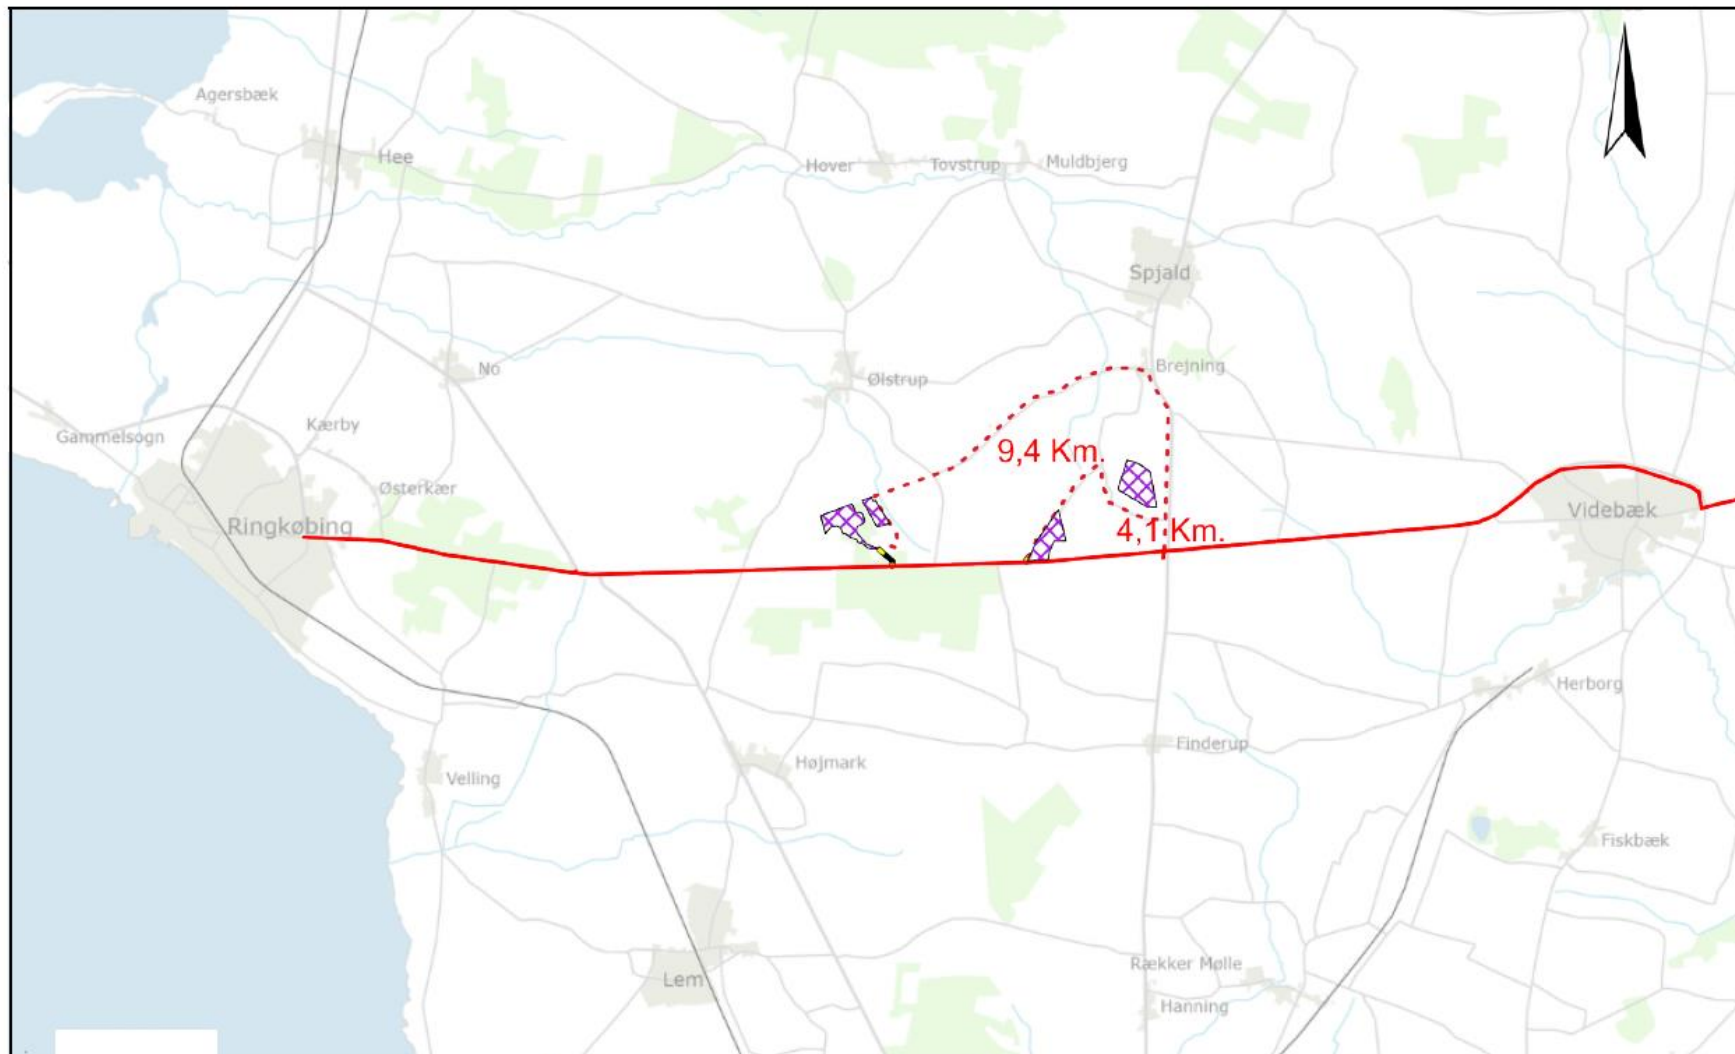 Agersbæk
Hee
Hover
Tovstrup
Muldbjerg
Spjald
Brejning
No
Ølstrup
Kærby
Gammelsogn
9,4 Km.
Østerkær
Ringkøbing
4,1 Km.
Videbæk
Herborg
Finderup
Højmark
Velling
Fiskbæk
Rækker Mølle
Lem
Hanning